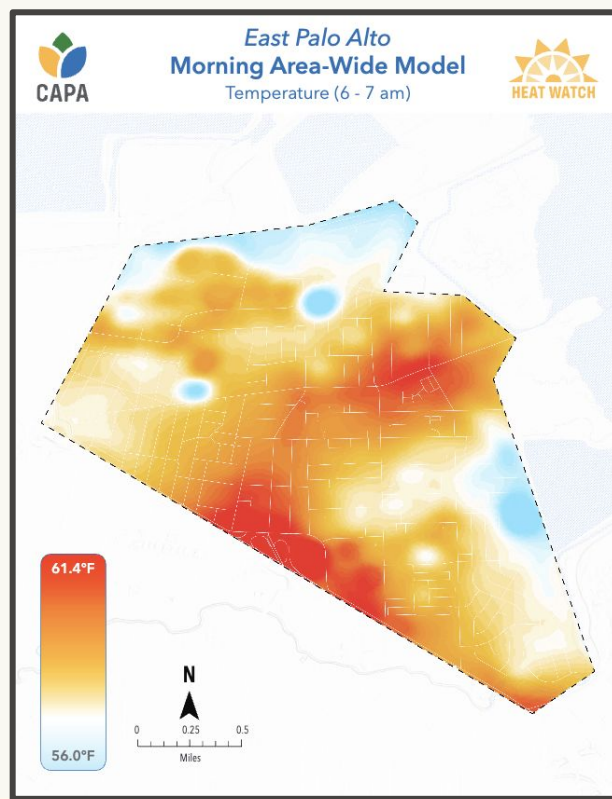 East Palo Alto
CAPA
Morning Area-Wide Model
HEAT WATCH
Temperature (6 - 7 am)
61.4°F
56.0°F
N
0 0.25 0.5
Miles